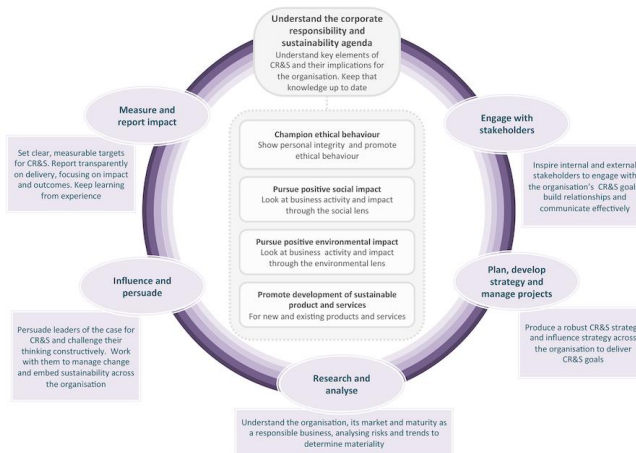 Understand the corporate
responsibility and
sustainability agenda
Understand key elements of
CR&S and their implications for
the organisation. Keep that
knowledge up to date
Measure and
report impact
Set clear, measurable targets
for CR&S. Report transparently
on delivery, focusing on impact
and outcomes. Keep learning
from experience
Engage with
stakeholders
Inspire internal and external
stakeholders to engage with
the organisation's CR&S goal
build relationships and
communicate effectively
Champion ethical behaviour
Show personal integrity and promote
ethical behaviour
Pursue positive social impact
Look at business activity and impact
through the social lens
Pursue positive environmental impact
Look at business activity and impact
through the environmental lens
Promote development of sustainable
product and services
For new and existing products and services
Influence and
persuade
Persuade leaders of the case for
CR&S and challenge their
thinking constructively. Work
with them to manage change
and embed sustainability across
the organisation
Plan, develop
strategy and
manage projects
Produce a robust CR&S strateg
and influence strategy across
the organisation to deliver
CR&S goals
Research and
analyse
Understand the organisation, its market and maturity as
a responsible business, analysing risks and trends to
determine materiality